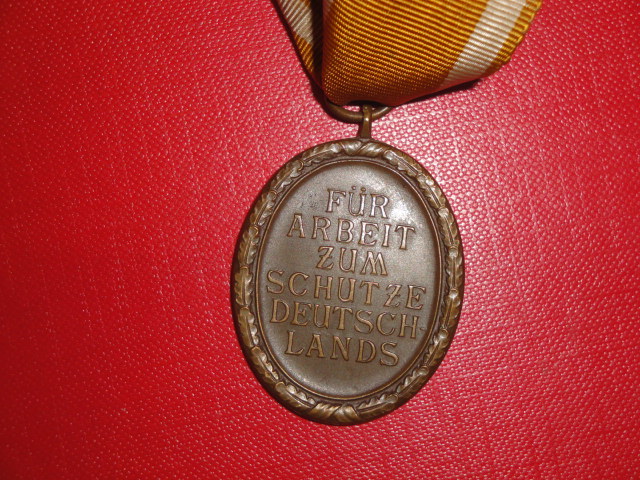 FÜR
ARBEIT
ZUM
SCHUTZE
DEUTSCH
LANDS